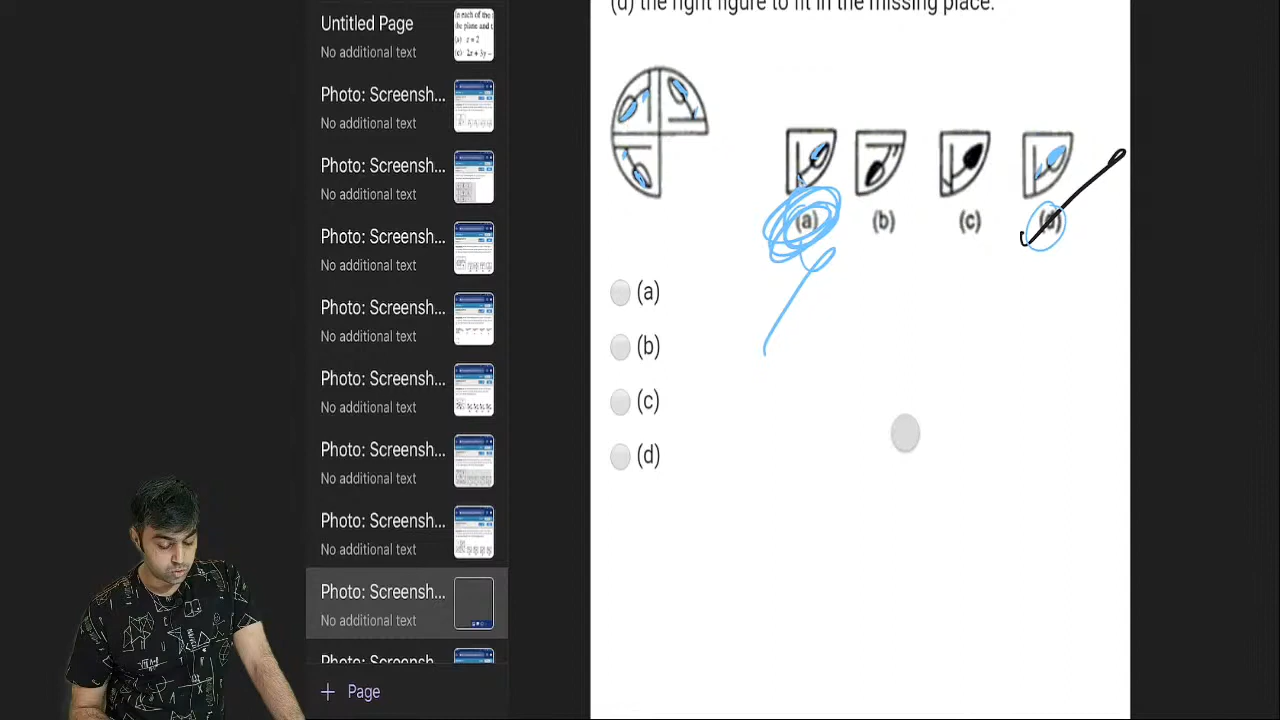 (d) the right figure to fit in the missing place.
Untitled Page
No additional text
Photo: Screensh...
No additional text
Photo: Screensh...
No additional text
Photo: Screensh...
No additional text
Photo: Screensh...
No additional text
Photo: Screensh...
No additional text
Photo: Screensh...
No additional text
Photo: Screensh...
No additional text
Photo: Screensh...
No additional text
Photo: Screensh
+ Page
(a) (b) (c) (d)
(a)
(b)
(c)
(d)